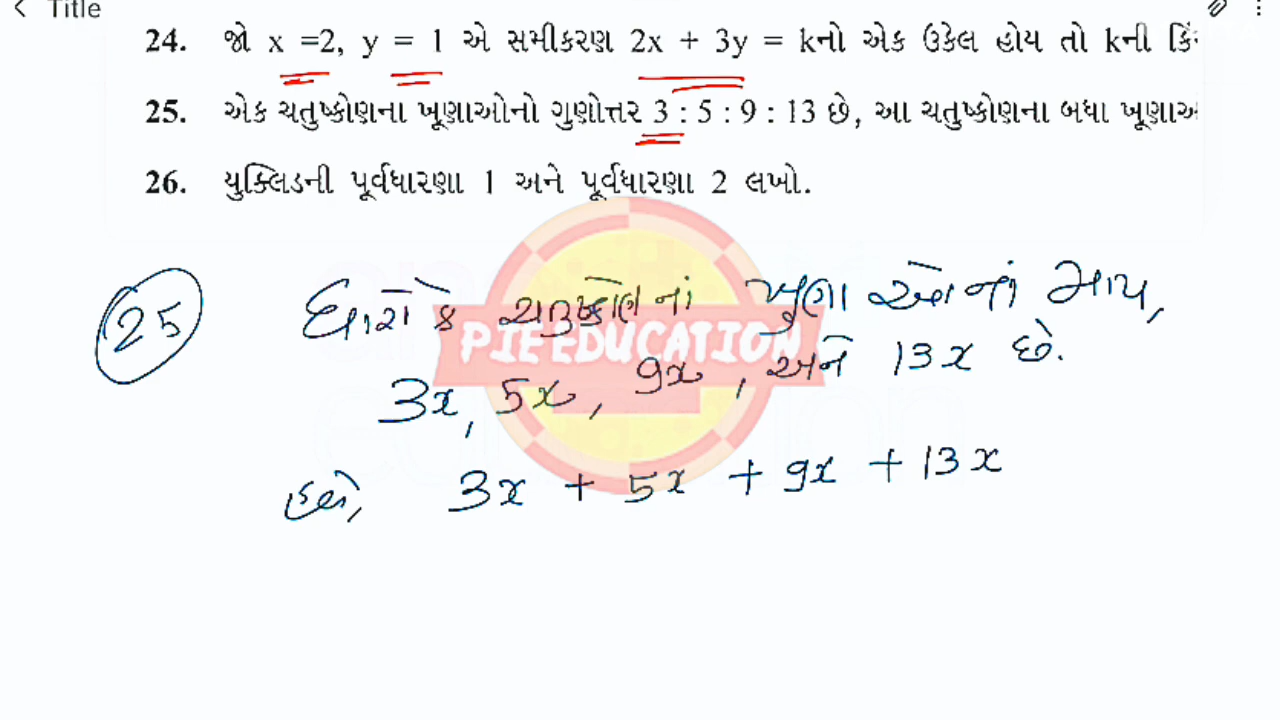 Title
24. જો x =2, y = 1 એ સમીકરણ 2x + 3y = kનો એક ઉકેલ હોય તો kની
25. એક ચતુષ્કોણના ખૂણાઓનો ગુણોત્તર 3 : 5 : 9 : 13 છે, આ ચતુષ્કોણના બધા
26. યુક્લિડની પૂર્વધારણા 1 અને પૂર્વધારણા 2 લખો.
25 ધારો કે ચતુષ્કોણનાં ખુણા ઓનાં માપ,
3x, 5x, 9x, અને 13x છે.
PIE EDUCATION
હવે, 3x + 5x + 9x + 13x